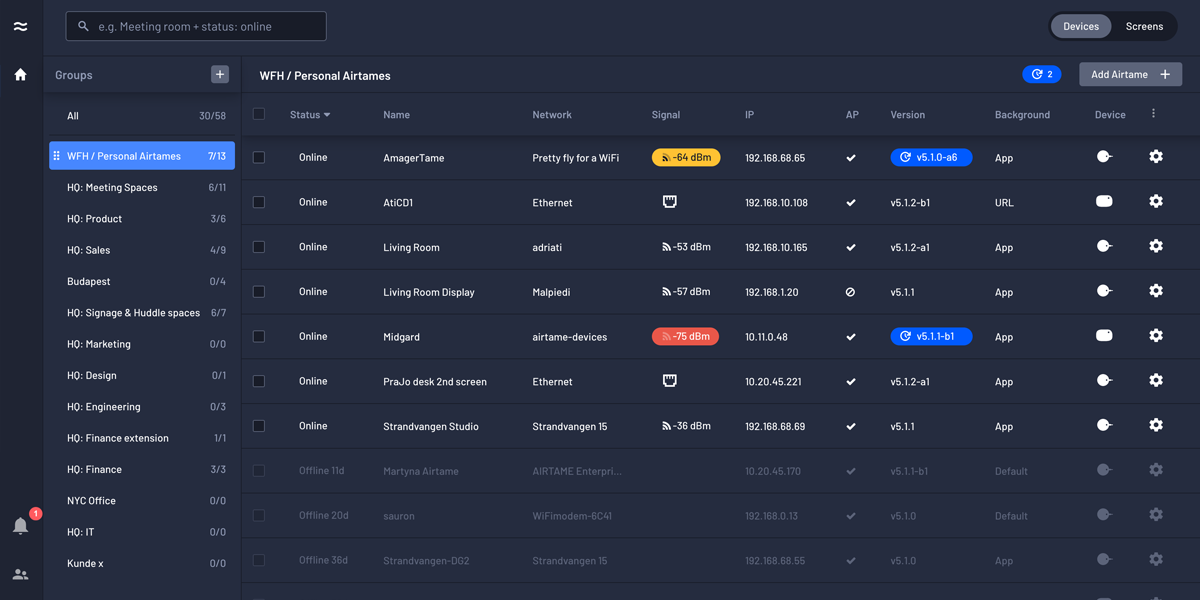 e.g. Meeting room + status: online
Devices Screens
Groups +
WFH / Personal Airtames 2 Add Airtame +
All 30/58
WFH / Personal Airtames 7/13
HQ: Meeting Spaces 6/11
HQ: Product 3/6
HQ: Sales 4/9
Budapest 0/4
HQ: Signage & Huddle spaces 6/7
HQ: Marketing 0/0
HQ: Design 0/1
HQ: Engineering 0/3
HQ: Finance extension 1/1
HQ: Finance 3/3
NYC Office 0/0
HQ: IT 0/0
Kunde x 0/0
1
Status Name Network Signal IP AP Version Background Device
Online AmagerTame Pretty fly for a WiFi -64 dBm 192.168.68.65 v5.1.0-a6 App
Online AtiCD1 Ethernet 192.168.10.108 v5.1.2-b1 URL
Online Living Room adriati -53 dBm 192.168.10.165 v5.1.2-a1 App
Online Living Room Display Malpiedi -57 dBm 192.168.1.20 v5.1.1 App
Online Midgard airtame-devices -75 dBm 10.11.0.48 v5.1.1-b1 App
Online PraJo desk 2nd screen Ethernet 10.20.45.221 v5.1.2-a1 App
Online Strandvangen Studio Strandvangen 15 -36 dBm 192.168.68.69 v5.1.1 App
Offline 11d Martyna Airtame AIRTAME Enterpri... 10.20.45.170 v5.1.1-b1 Default
Offline 20d sauron WiFimodem-6C41 192.168.0.13 v5.1.0 Default
Offline 36d Strandvangen-DG2 Strandvangen 15 192.168.68.55 v5.1.0 App